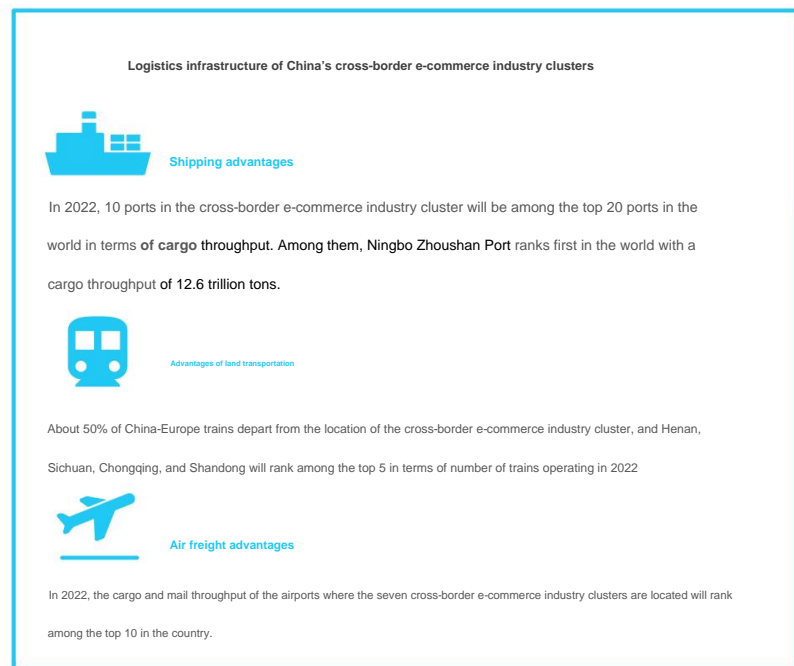 Logistics infrastructure of China's cross-border e-commerce industry clusters
Shipping advantages
In 2022, 10 ports in the cross-border e-commerce industry cluster will be among the top 20 ports in the
world in terms of cargo throughput. Among them, Ningbo Zhoushan Port ranks first in the world with a
cargo throughput of 12.6 trillion tons.
Advantages of land transportation
About 50% of China-Europe trains depart from the location of the cross-border e-commerce industry cluster, and Henan,
Sichuan, Chongqing, and Shandong will rank among the top 5 in terms of number of trains operating in 2022
Air freight advantages
In 2022, the cargo and mail throughput of the airports where the seven cross-border e-commerce industry clusters are located will rank
among the top 10 in the country.